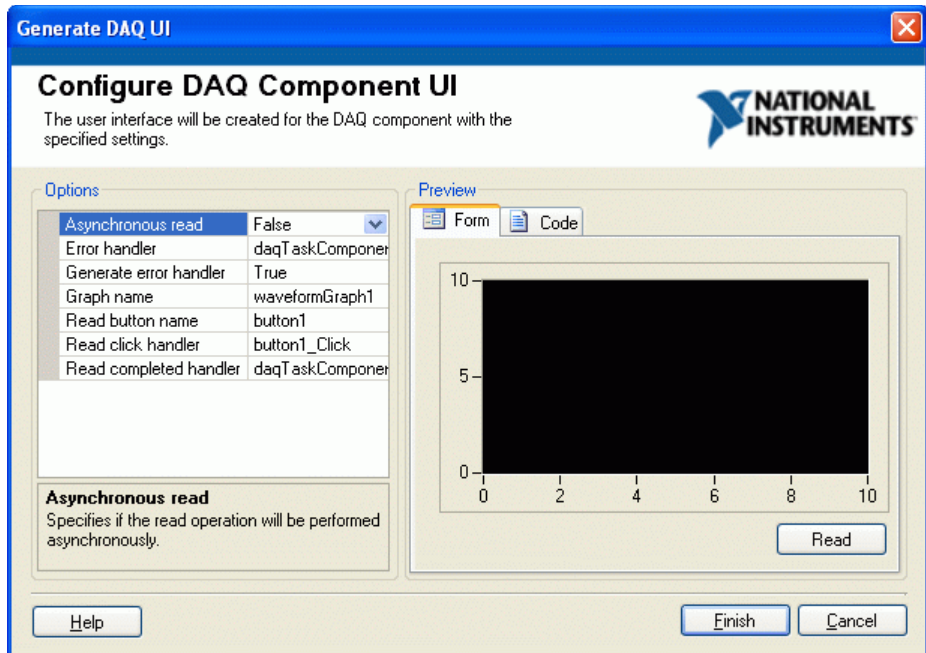 Generate DAQ UI
Configure DAQ Component UI
The user interface will be created for the DAQ component with the
specified settings.
NATIONAL
INSTRUMENTS
Options
Asynchronous read False
Error handler daqTaskComponen
Generate error handler True
Graph name waveformGraph1
Read button name button1
Read click handler button1_Click
Read completed handler daqTaskComponen
Asynchronous read
Specifies if the read operation will be performed
asynchronously.
Preview
Form Code
10
5
0
0 2 4 6 8 10
Read
Help Finish Cancel